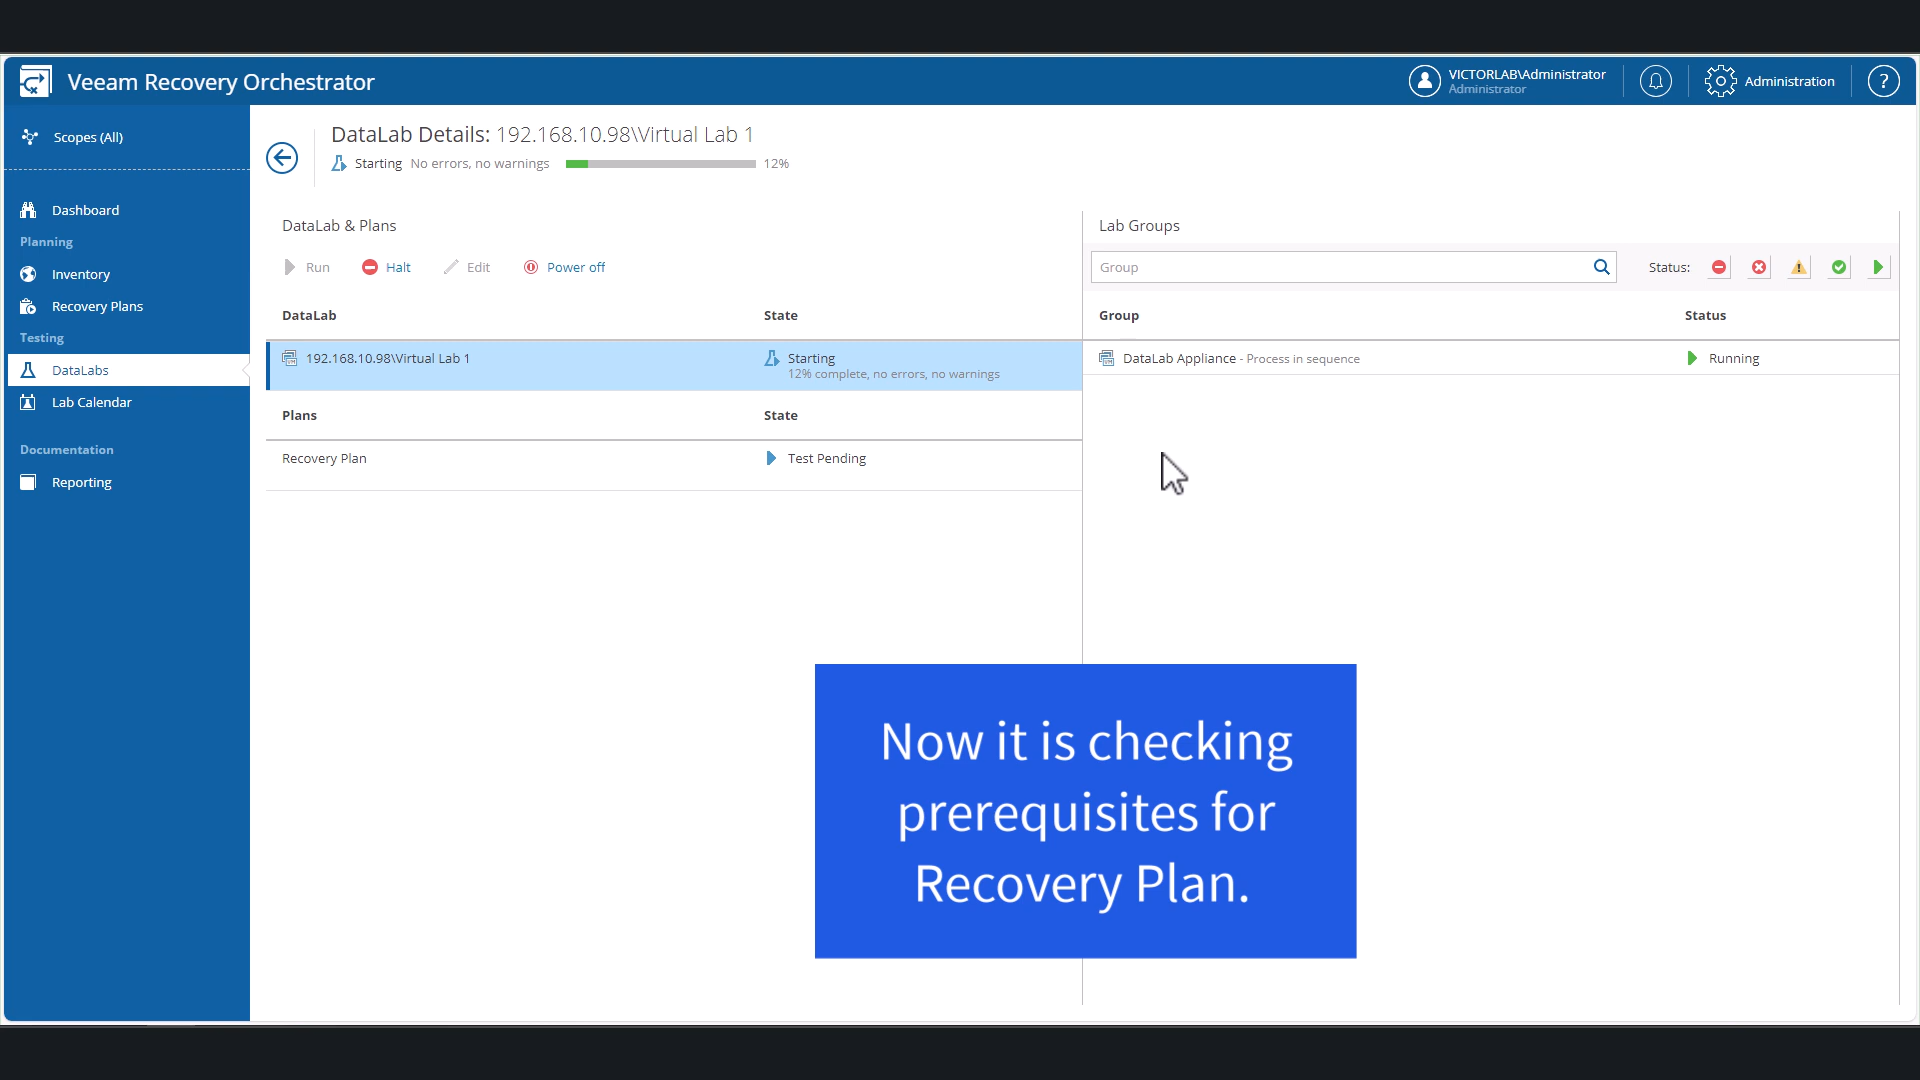 Veeam Recovery Orchestrator
VICTORLAB\Administrator
Administrator
Administration
?
Scopes (All)
Dashboard
Planning
Inventory
Recovery Plans
Testing
DataLabs
Lab Calendar
Documentation
Reporting
DataLab Details: 192.168.10.98\Virtual Lab 1
Starting No errors, no warnings 12%
DataLab & Plans
Run Halt Edit Power off
DataLab State
192.168.10.98\Virtual Lab 1 Starting
12% complete, no errors, no warnings
Plans State
Recovery Plan Test Pending
Lab Groups
Group Status:
Group Status
DataLab Appliance - Process in sequence Running
Now it is checking
prerequisites for
Recovery Plan.